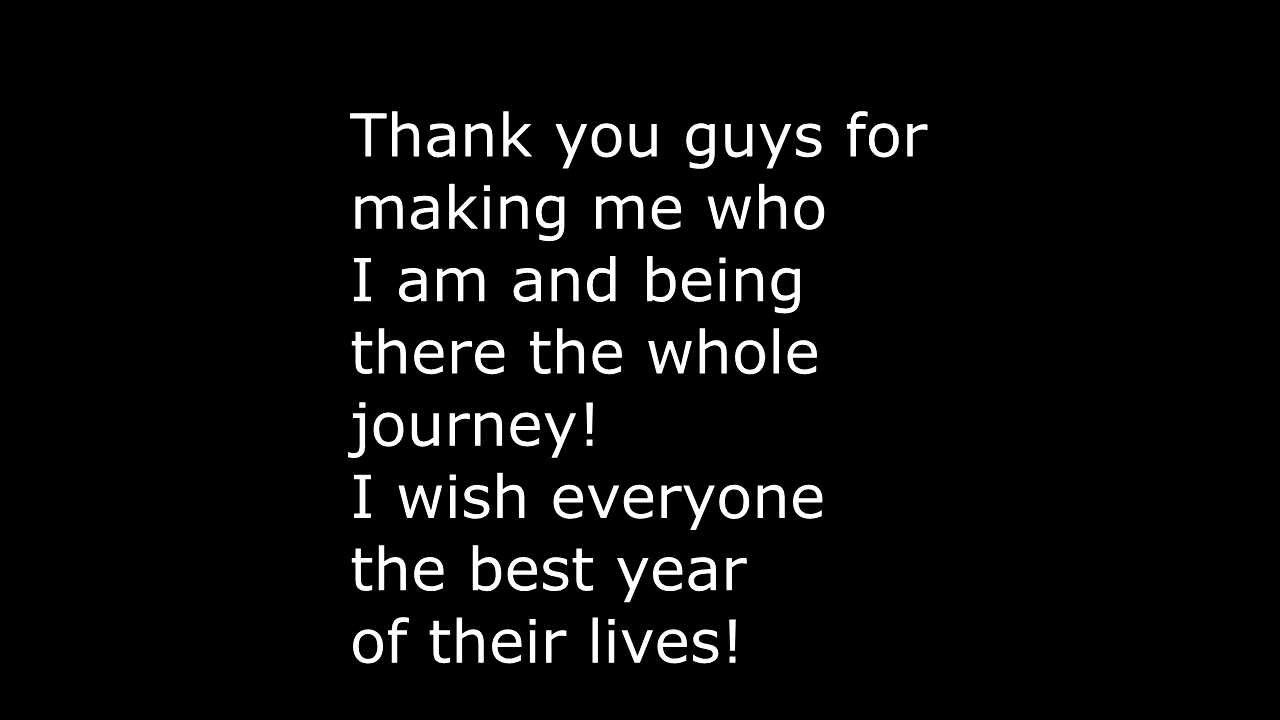 Thank you guys for
making me who
I am and being
there the whole
journey!
I wish everyone
the best year
of their lives!